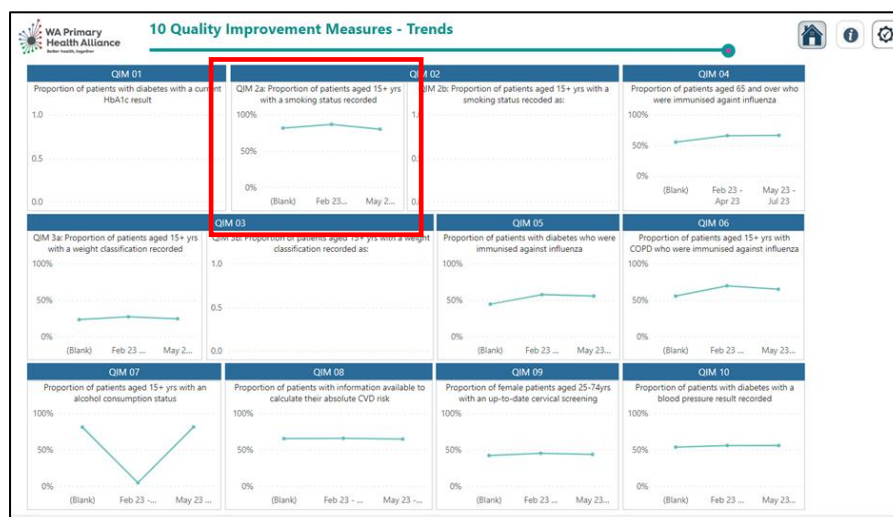 WA Primary
Health Alliance
Better health, together
10 Quality Improvement Measures - Trends
QIM 01
Proportion of patients with diabetes with a current
HbA1c result
1.0
0.5
0.0
QIM 02
QIM 2a: Proportion of patients aged 15+ yrs
with a smoking status recorded
100%
50%
0%
(Blank) Feb 23... May 2...
QIM 2b: Proportion of patients aged 15+ yrs with a
smoking status recoded as:
1.0
0.5
QIM 04
Proportion of patients aged 65 and over who
were immunised againt influenza
100%
50%
0%
(Blank) Feb 23 - May 23 -
Apr 23 Jul 23
QIM 03
QIM 3a: Proportion of patients aged 15+ yrs
with a weight classification recorded
100%
50%
0%
(Blank) Feb 23 ... May 2...
QIM 3b: Proportion of patients aged 15+ yrs with a weight
classification recorded as:
1.0
0.5
0.0
QIM 05
Proportion of patients with diabetes who were
immunised against influenza
100%
50%
0%
(Blank) Feb 23 ... May 23...
QIM 06
Proportion of patients aged 15+ yrs with
COPD who were immunised against influenza
100%
50%
0%
(Blank) Feb 23 ... May 23...
QIM 07
Proportion of patients aged 15+ yrs with an
alcohol consumption status
100%
50%
0%
(Blank) Feb 23 -... May 23 ...
QIM 08
Proportion of patients with information available to
calculate their absolute CVD risk
100%
50%
0%
(Blank) Feb 23 - ... May 23 -...
QIM 09
Proportion of female patients aged 25-74yrs
with an up-to-date cervical screening
100%
50%
0%
(Blank) Feb 23 ... May 23...
QIM 10
Proportion of patients with diabetes with a
blood pressure result recorded
100%
50%
0%
(Blank) Feb 23 ... May 23...